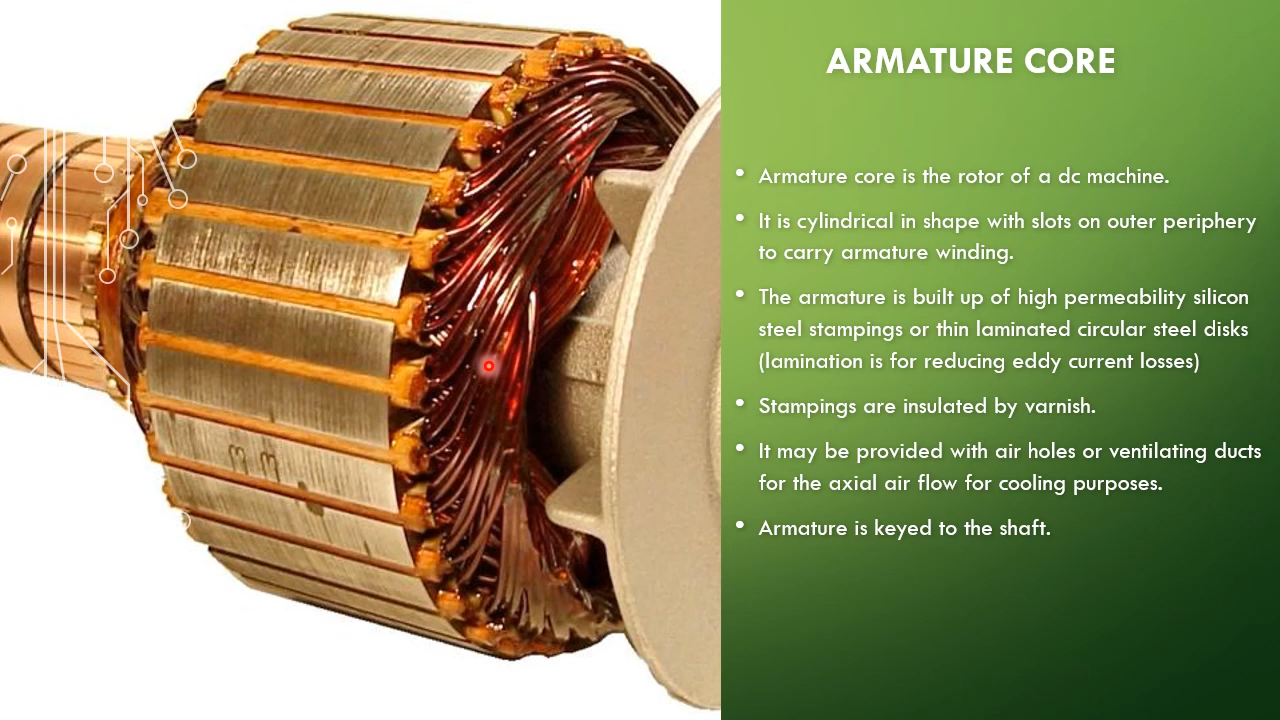 ARMATURE CORE
• Armature core is the rotor of a dc machine.
• It is cylindrical in shape with slots on outer periphery
to carry armature winding.
• The armature is built up of high permeability silicon
steel stampings or thin laminated circular steel disks
(lamination is for reducing eddy current losses)
• Stampings are insulated by varnish.
• It may be provided with air holes or ventilating ducts
for the axial air flow for cooling purposes.
• Armature is keyed to the shaft.